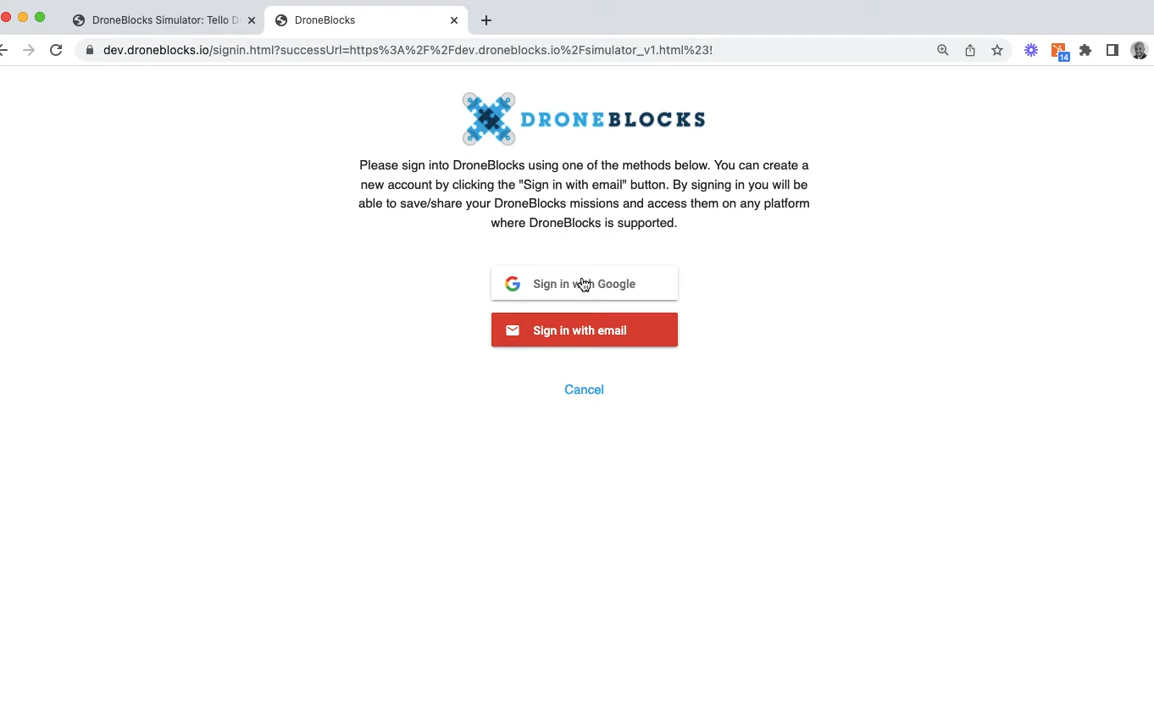 DroneBlocks Simulator: Tello D
DroneBlocks
dev.droneblocks.io/signin.html?successUrl=https%3A%2F%2Fdev.droneblocks.io%2Fsimulator_v1.html%23!
14
DRONEBLOCKS
Please sign into DroneBlocks using one of the methods below. You can create a
new account by clicking the "Sign in with email" button. By signing in you will be
able to save/share your DroneBlocks missions and access them on any platform
where DroneBlocks is supported.
Sign in with Google
Sign in with email
Cancel